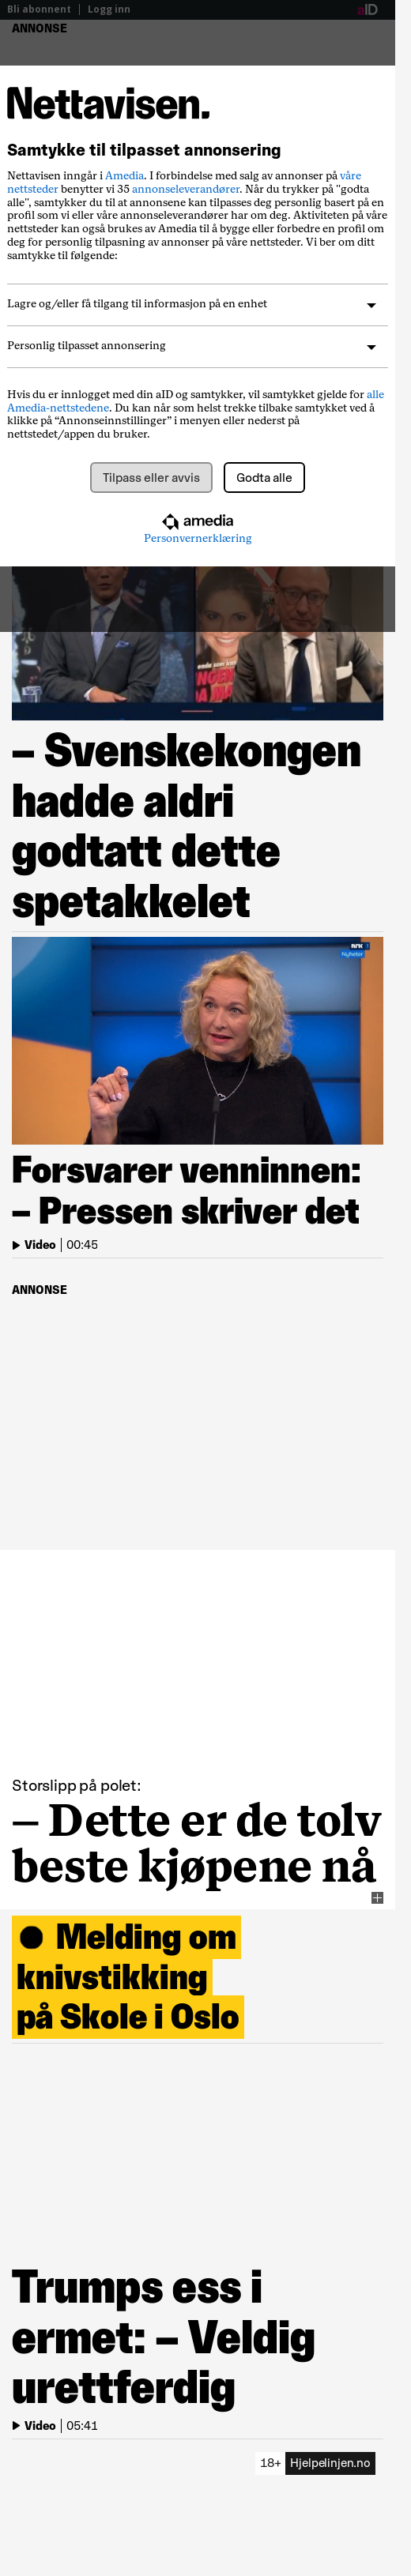 Bli abonnent | Logg inn
aID
ANNONSE
Nettavisen.
Samtykke til tilpasset annonsering
Nettavisen inngår i Amedia. I forbindelse med salg av annonser på våre
nettsteder benytter vi 35 annonseleverandører. Når du trykker på "godta
alle", samtykker du til at annonsene kan tilpasses deg personlig basert på en
profil som vi eller våre annonseleverandører har om deg. Aktiviteten på våre
nettsteder kan også brukes av Amedia til å bygge eller forbedre en profil om
deg for personlig tilpasning av annonser på våre nettsteder. Vi ber om ditt
samtykke til følgende:
Lagre og/eller få tilgang til informasjon på en enhet
Personlig tilpasset annonsering
Hvis du er innlogget med din aID og samtykker, vil samtykket gjelde for alle
Amedia-nettstedene. Du kan når som helst trekke tilbake samtykket ved å
klikke på “Annonseinnstillinger” i menyen eller nederst på
nettstedet/appen du bruker.
Tilpass eller avvis
Godta alle
amedia
Personvernerklæring
– Svenskekongen
hadde aldri
godtatt dette
spetakkelet
NRK 1
Nyheter
Forsvarer venninnen:
– Pressen skriver det
Video | 00:45
ANNONSE
Storslipp på polet:
– Dette er de tolv
beste kjøpene nå
Melding om
knivstikking
på Skole i Oslo
Trumps ess i
ermet: – Veldig
urettferdig
Video | 05:41
18+ Hjelpelinjen.no